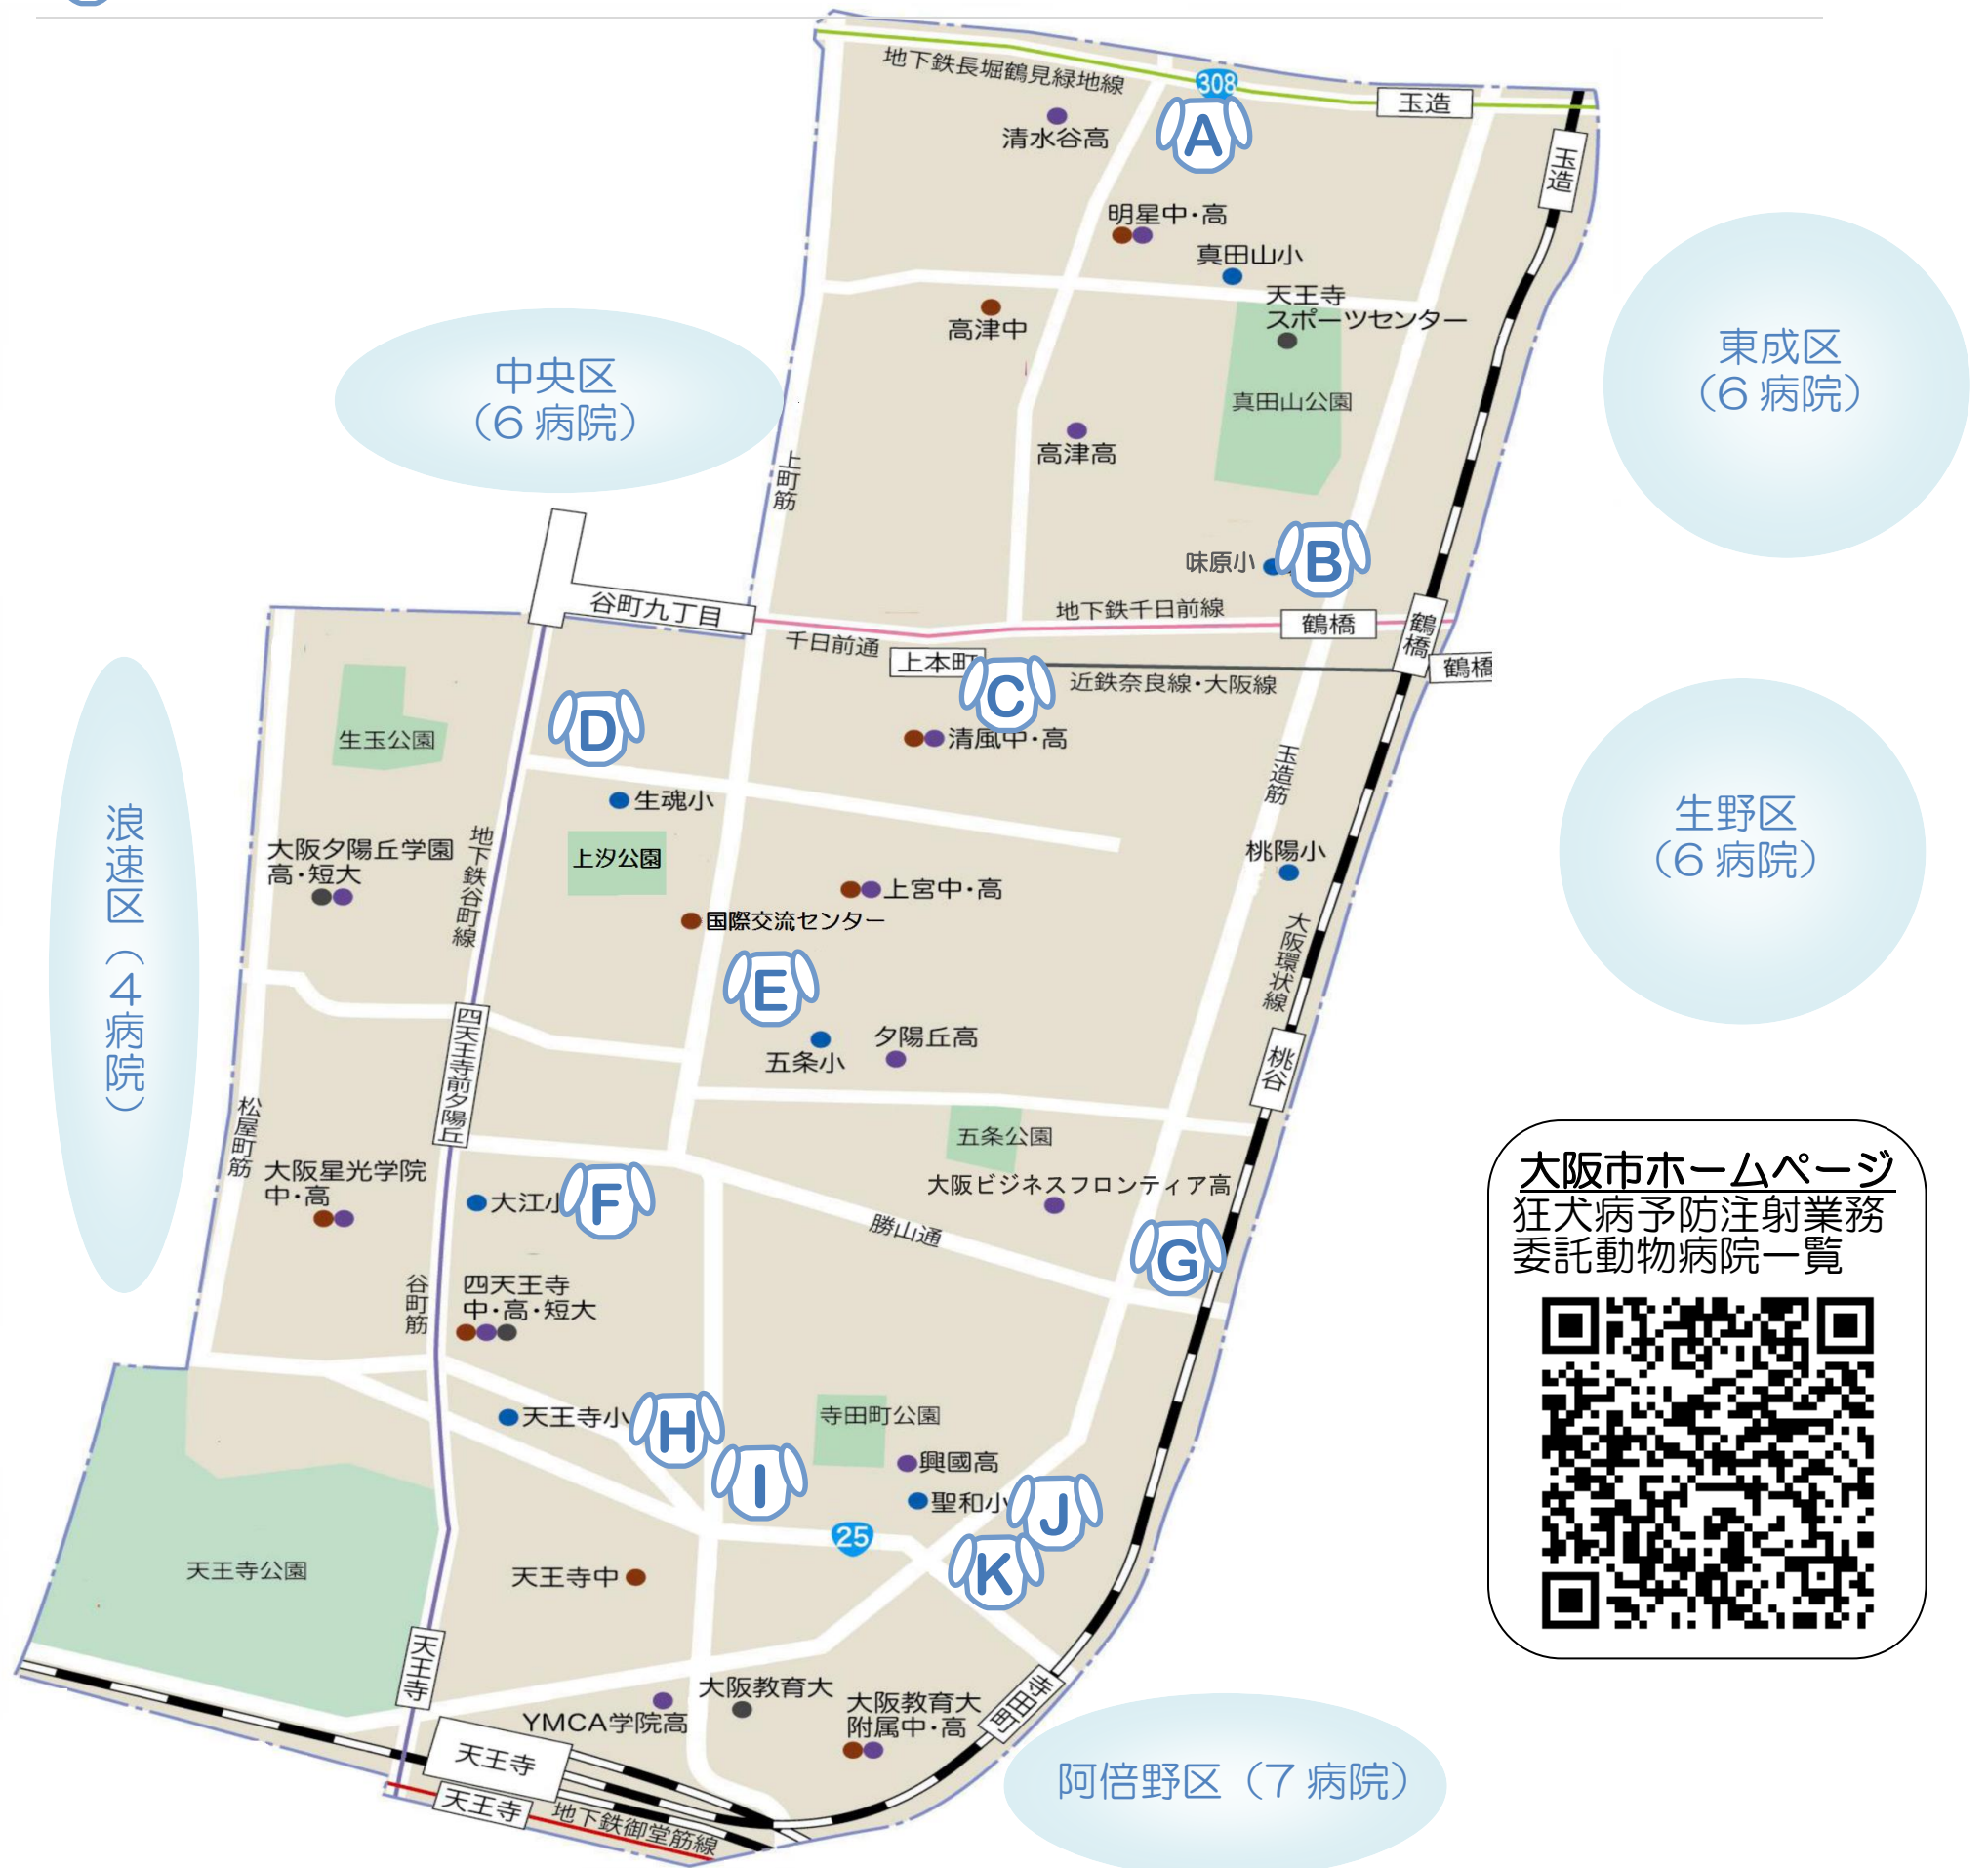 地下鉄長堀鶴見緑地線
308
玉造
A
清水谷高
玉造
明星中・高
真田山小
天王寺
スポーツセンター
高津中
真田山公園
中央区
（6病院）
東成区
（6病院）
高津高
上町筋
味原小
B
谷町九丁目
地下鉄千日前線
鶴橋
鶴橋
千日前通
上本町
鶴橋
C
近鉄奈良線・大阪線
D
生玉公園
清風中・高
玉造筋
生魂小
生野区
（6病院）
浪速区（4病院）
大阪夕陽丘学園
高・短大
地下鉄谷町線
上汐公園
桃陽小
上宮中・高
国際交流センター
大阪環状線
E
四天王寺前夕陽丘
五条小
夕陽丘高
桃谷
松屋町筋
五条公園
大阪星光学院
中・高
大阪ビジネスフロンティア高
大江小
F
勝山通
G
谷町筋
四天王寺
中・高・短大
大阪市ホームページ
狂犬病予防注射業務
委託動物病院一覧
天王寺小
H
寺田町公園
I
興國高
聖和小
J
25
K
天王寺公園
天王寺中
天王寺
大阪教育大
YMCA学院高
大阪教育大
附属中・高
寺田町
天王寺
天王寺
地下鉄御堂筋線
阿倍野区（7病院）